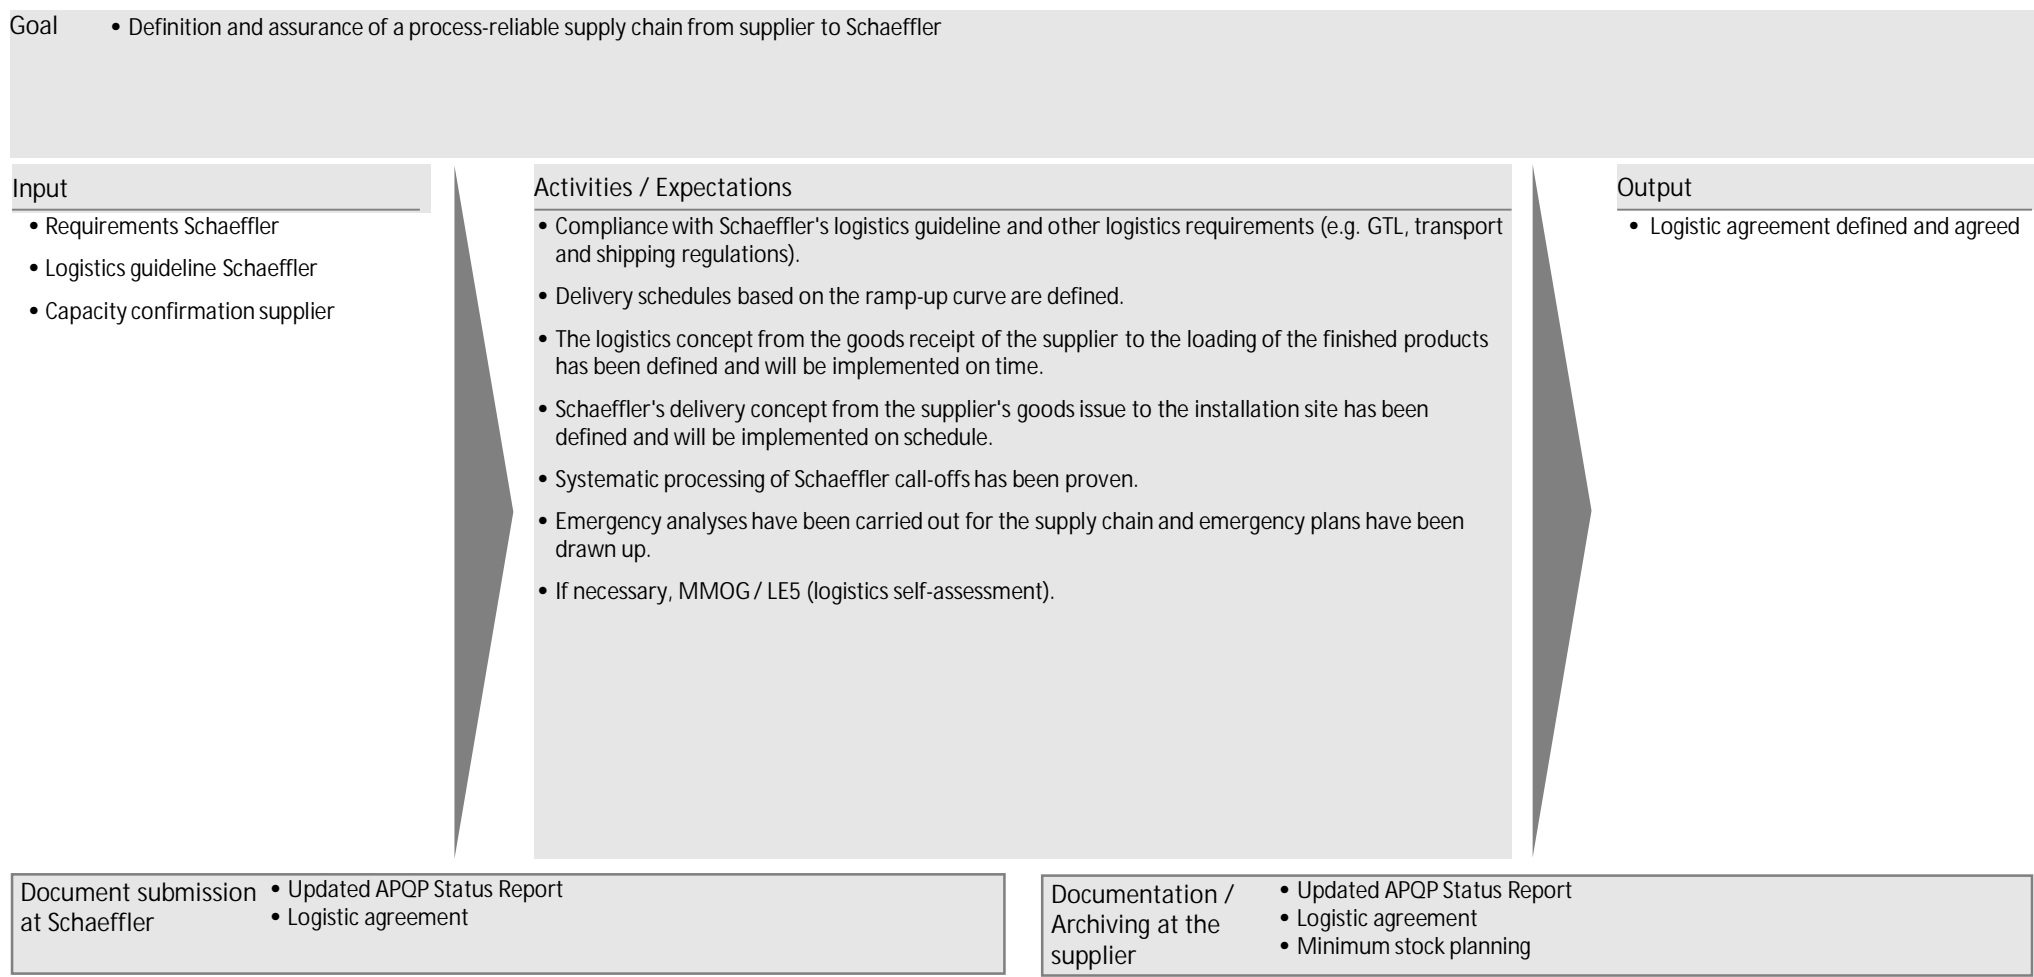 Goal
• Definition and assurance of a process-reliable supply chain from supplier to Schaeffler
Input
• Requirements Schaeffler
• Logistics guideline Schaeffler
• Capacity confirmation supplier
Activities / Expectations
• Compliance with Schaeffler's logistics guideline and other logistics requirements (e.g. GTL, transport
and shipping regulations).
• Delivery schedules based on the ramp-up curve are defined.
• The logistics concept from the goods receipt of the supplier to the loading of the finished products
has been defined and will be implemented on time.
• Schaeffler's delivery concept from the supplier's goods issue to the installation site has been
defined and will be implemented on schedule.
• Systematic processing of Schaeffler call-offs has been proven.
• Emergency analyses have been carried out for the supply chain and emergency plans have been
drawn up.
• If necessary, MMOG / LE5 (logistics self-assessment).
Output
• Logistic agreement defined and agreed
Document submission
at Schaeffler
• Updated APQP Status Report
• Logistic agreement
Documentation /
Archiving at the
supplier
• Updated APQP Status Report
• Logistic agreement
• Minimum stock planning